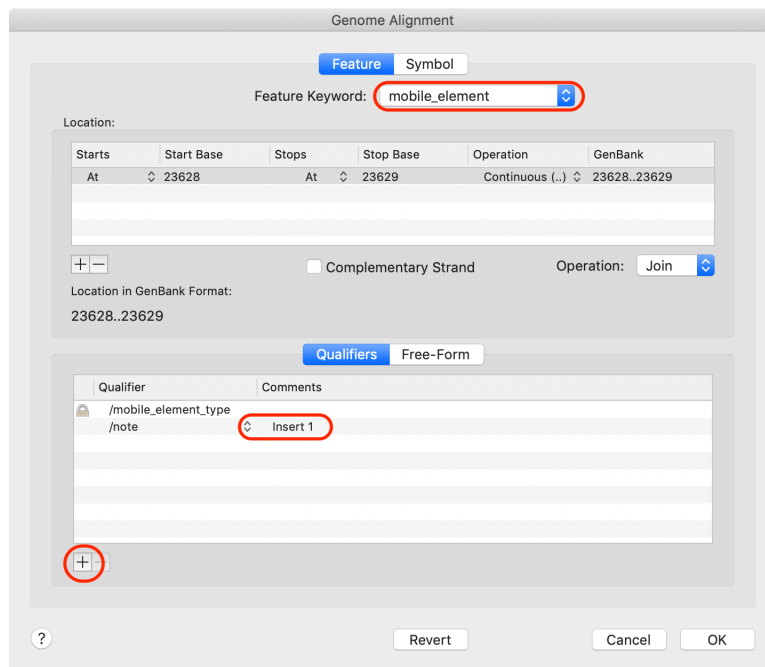 Genome Alignment
Feature Symbol
Feature Keyword: mobile_element
Location:
Starts Start Base Stops Stop Base Operation GenBank
At 23628 At 23629 Continuous (..) 23628..23629
+ −
Complementary Strand Operation: Join
Location in GenBank Format:
23628..23629
Qualifiers Free-Form
Qualifier Comments
/mobile_element_type
/note Insert 1
+ −
? Revert Cancel OK